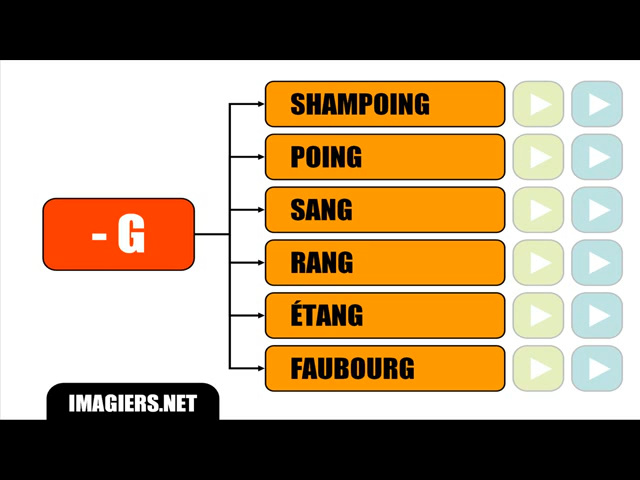 SHAMPOING
POING
SANG
- G
RANG
ÉTANG
FAUBOURG
IMAGIERS.NET